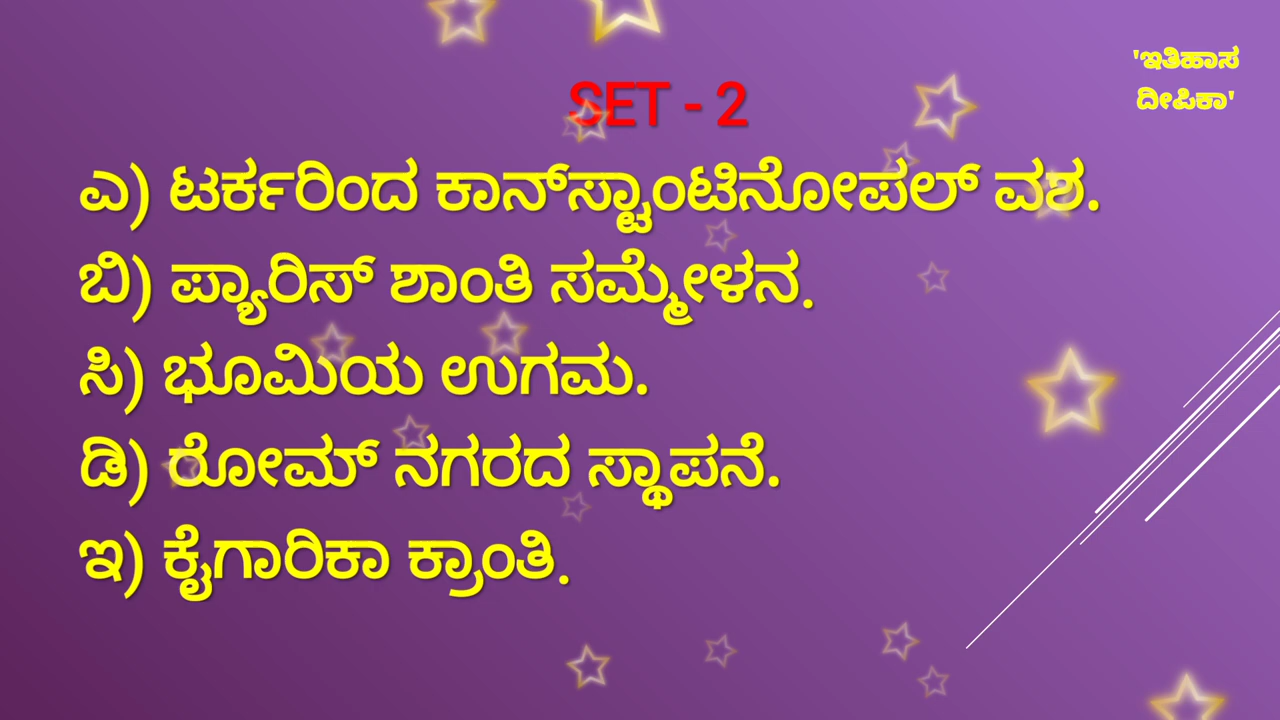 'ಇತಿಹಾಸ
ದೀಪಿಕಾ'
SET - 2
ಎ) ಟರ್ಕರಿಂದ ಕಾನ್‌ಸ್ಟಾಂಟಿನೋಪಲ್ ವಶ.
ಬಿ) ಪ್ಯಾರಿಸ್ ಶಾಂತಿ ಸಮ್ಮೇಳನ.
ಸಿ) ಭೂಮಿಯ ಉಗಮ.
ಡಿ) ರೋಮ್ ನಗರದ ಸ್ಥಾಪನೆ.
ಇ) ಕೈಗಾರಿಕಾ ಕ್ರಾಂತಿ.